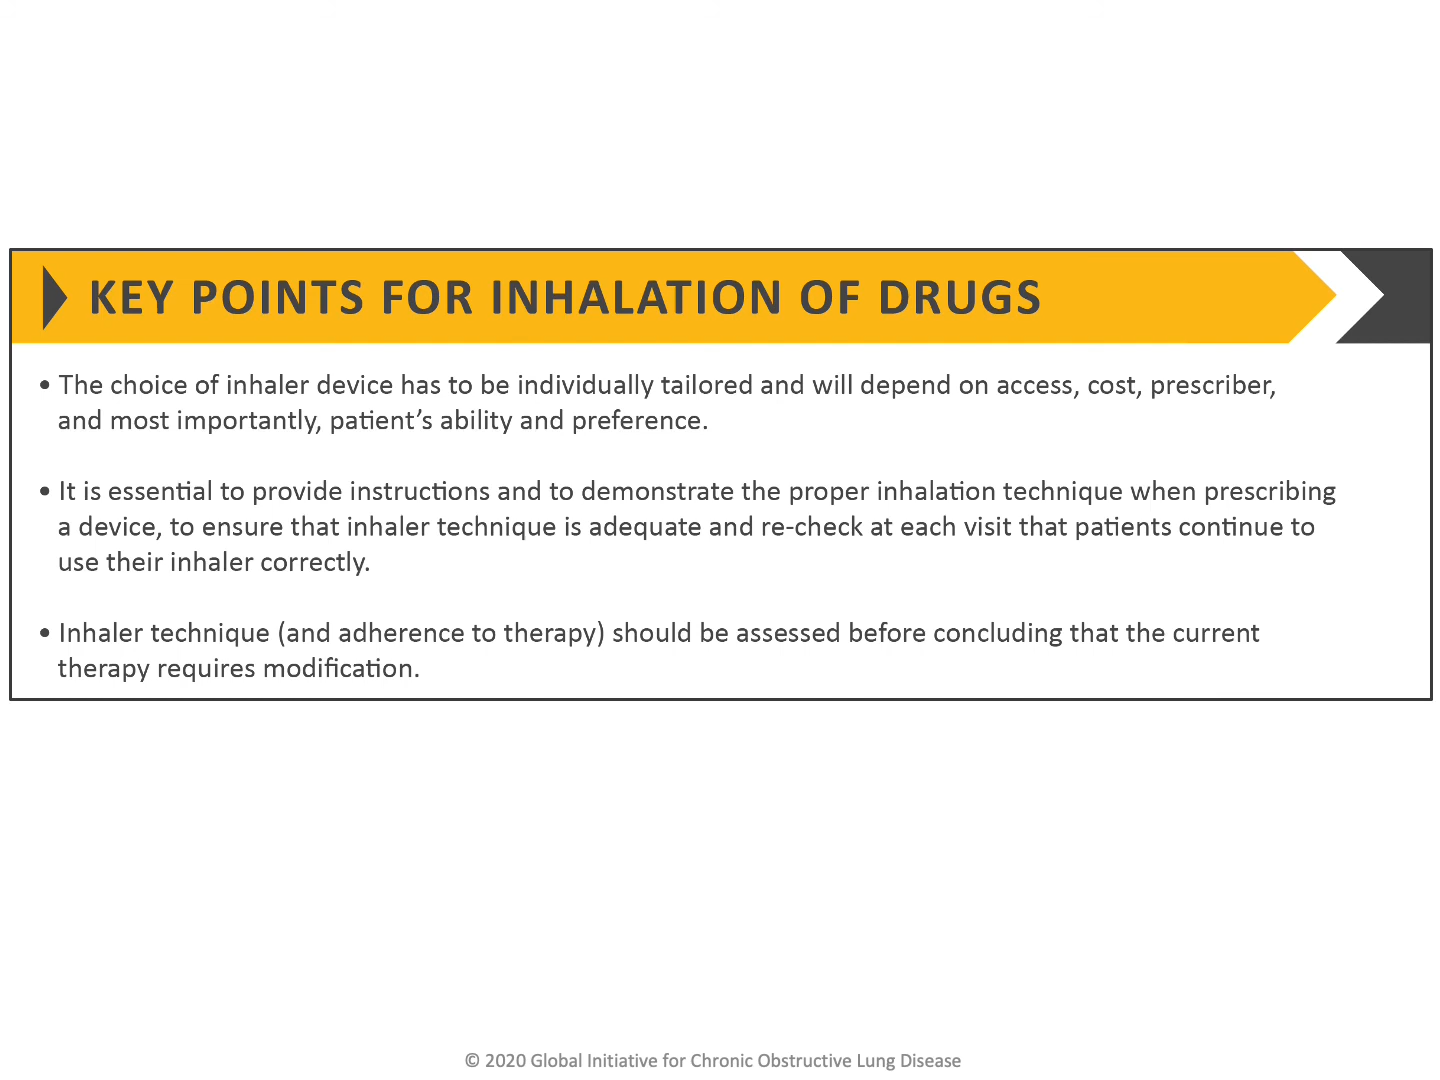 KEY POINTS FOR INHALATION OF DRUGS
• The choice of inhaler device has to be individually tailored and will depend on access, cost, prescriber,
and most importantly, patient’s ability and preference.
• It is essential to provide instructions and to demonstrate the proper inhalation technique when prescribing
a device, to ensure that inhaler technique is adequate and re-check at each visit that patients continue to
use their inhaler correctly.
• Inhaler technique (and adherence to therapy) should be assessed before concluding that the current
therapy requires modification.
© 2020 Global Initiative for Chronic Obstructive Lung Disease